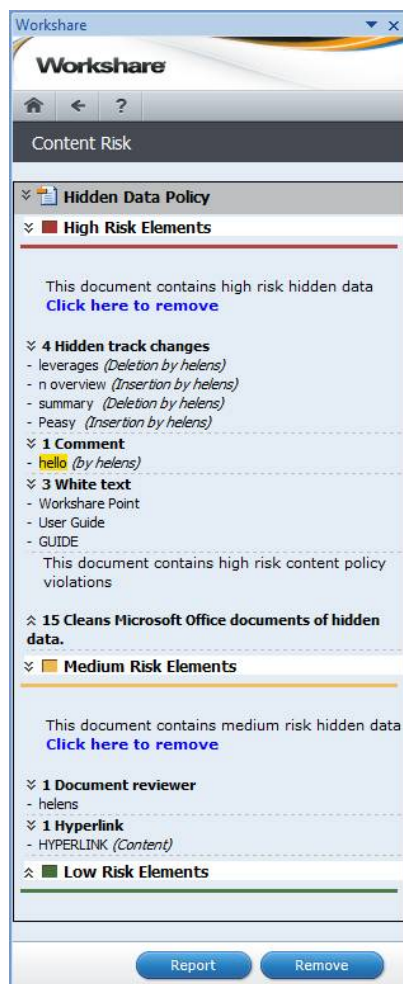 Workshare
Workshare
?
Content Risk
Hidden Data Policy
High Risk Elements
This document contains high risk hidden data
Click here to remove
4 Hidden track changes
- leverages (Deletion by helens)
- n overview (Insertion by helens)
- summary (Deletion by helens)
- Peasy (Insertion by helens)
1 Comment
- hello (by helens)
3 White text
- Workshare Point
- User Guide
- GUIDE
This document contains high risk content policy
violations
15 Cleans Microsoft Office documents of hidden
data.
Medium Risk Elements
This document contains medium risk hidden data
Click here to remove
1 Document reviewer
- helens
1 Hyperlink
- HYPERLINK (Content)
Low Risk Elements
Report Remove